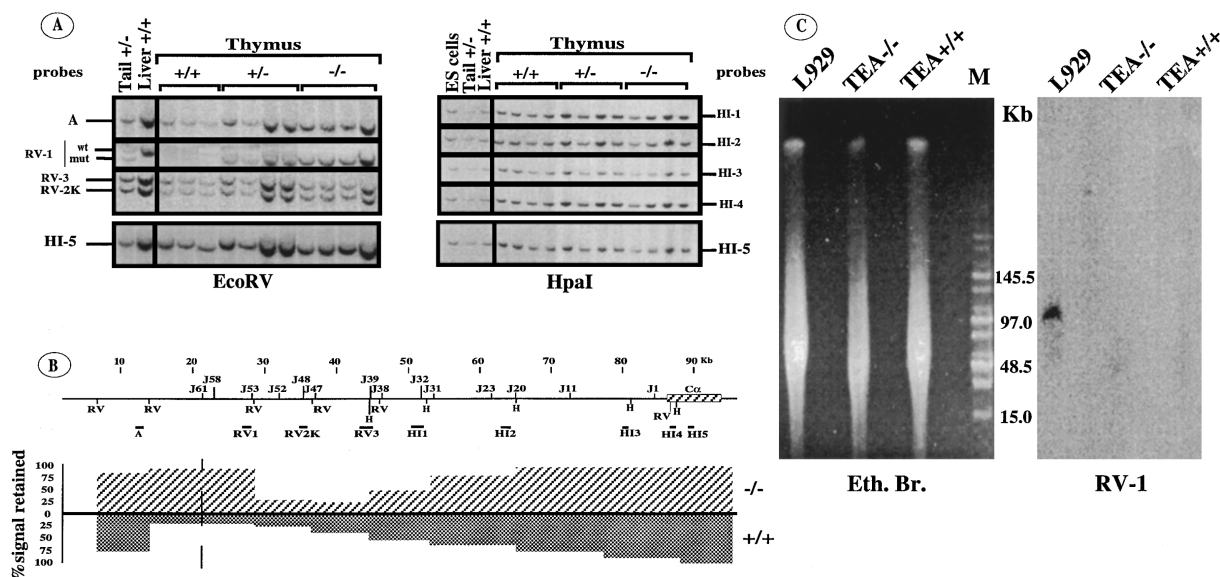 A
Tail +/-
Liver +/+
Thymus
probes
+/+
+/-
-/-
A
RV-1
wt
mut
RV-3
RV-2K
HI-5
EcoRV
ES cells
Tail +/-
Liver +/+
Thymus
+/+
+/-
-/-
probes
HI-1
HI-2
HI-3
HI-4
HI-5
HpaI
B
10 20 30 40 50 60 70 80 90 Kb
J61 J58 J53 J52 J48 J47 J39 J38 J32 J31 J23 J20 J11 J1 Cα
RV RV RV RV H RV H H H RV H
A RV1 RV2K RV3 HI1 HI2 HI3 HI4 HI5
% signal retained
100
75
50
25
0
25
50
75
100
-/-
+/+
C
L929
TEA-/-
TEA+/+
M
Kb
145.5
97.0
48.5
15.0
Eth. Br.
L929
TEA-/-
TEA+/+
RV-1